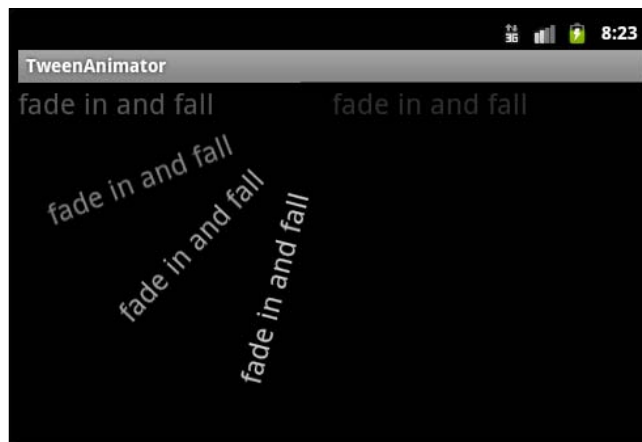 3G 8:23
TweenAnimator
fade in and fall fade in and fall
fade in and fall
fade in and fall
fade in and fall